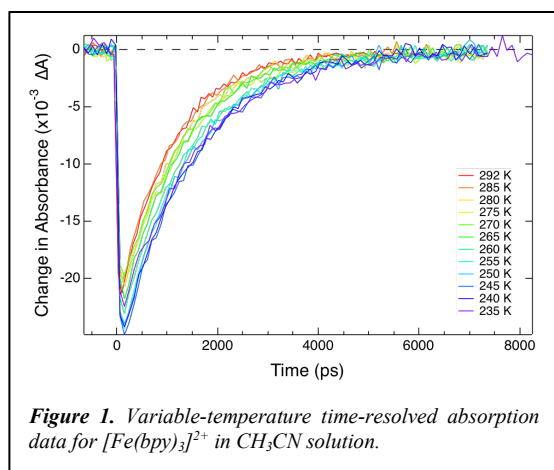 0
-5
-10
-15
-20
Change in Absorbance (x10⁻³ ΔA)
292 K
285 K
280 K
275 K
270 K
265 K
260 K
255 K
250 K
245 K
240 K
235 K
0 2000 4000 6000 8000
Time (ps)
Figure 1. Variable-temperature time-resolved absorption
data for [Fe(bpy)₃]²⁺ in CH₃CN solution.